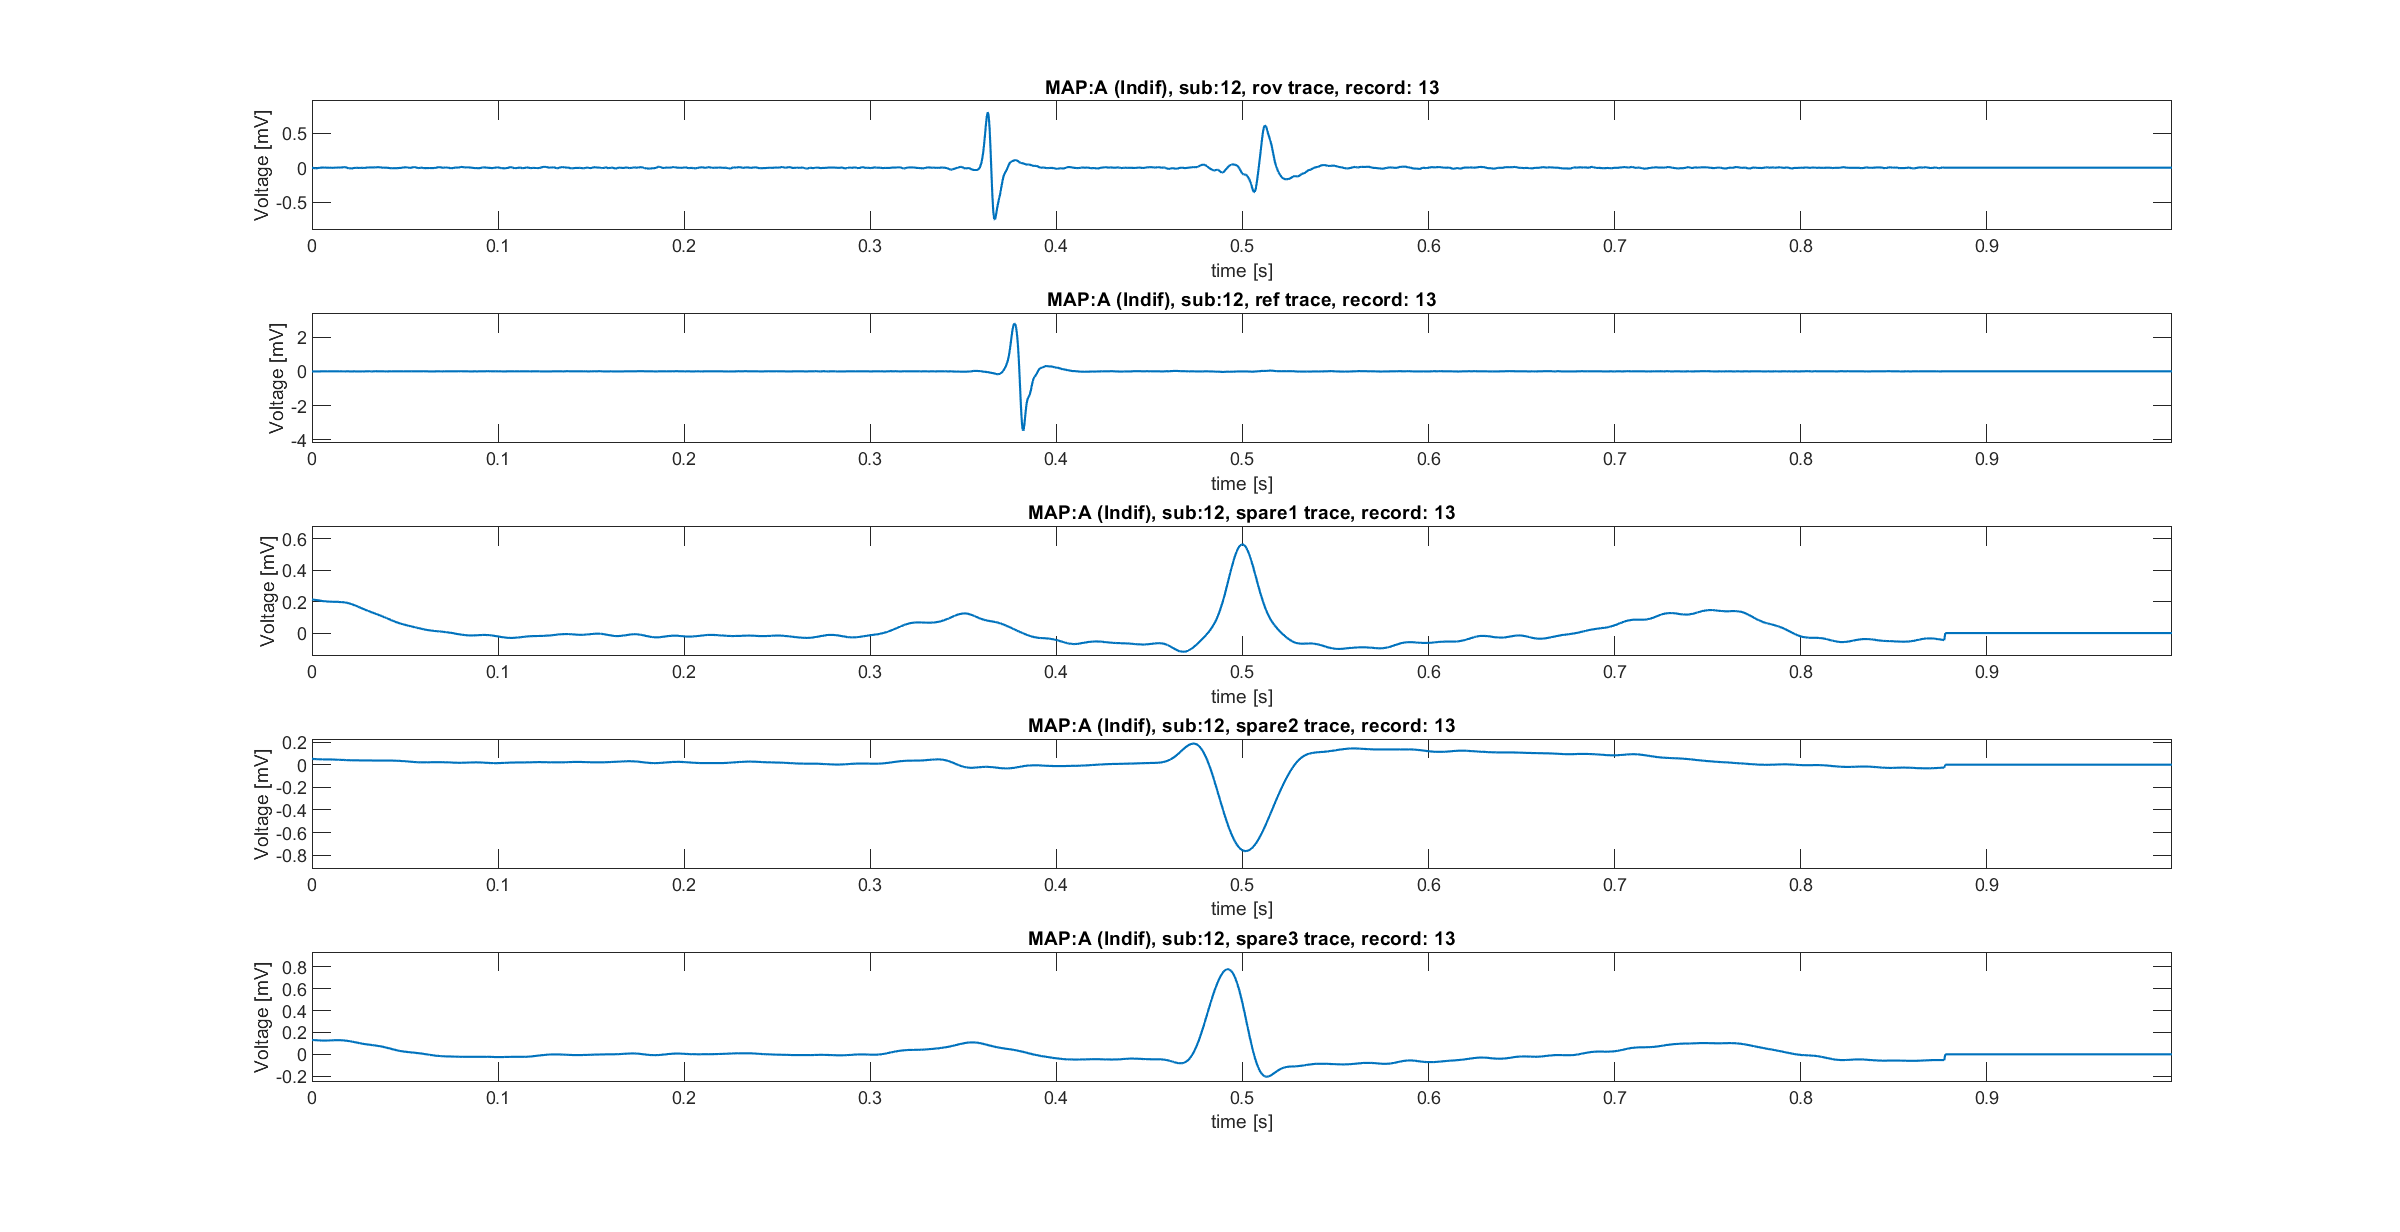 MAP:A (Indif), sub:12, rov trace, record: 13
Voltage [mV]
0.5
0
-0.5
0 0.1 0.2 0.3 0.4 0.5 0.6 0.7 0.8 0.9
time [s]
MAP:A (Indif), sub:12, ref trace, record: 13
Voltage [mV]
2
0
-2
-4
0 0.1 0.2 0.3 0.4 0.5 0.6 0.7 0.8 0.9
time [s]
MAP:A (Indif), sub:12, spare1 trace, record: 13
Voltage [mV]
0.6
0.4
0.2
0
0 0.1 0.2 0.3 0.4 0.5 0.6 0.7 0.8 0.9
time [s]
MAP:A (Indif), sub:12, spare2 trace, record: 13
Voltage [mV]
0.2
0
-0.2
-0.4
-0.6
-0.8
0 0.1 0.2 0.3 0.4 0.5 0.6 0.7 0.8 0.9
time [s]
MAP:A (Indif), sub:12, spare3 trace, record: 13
Voltage [mV]
0.8
0.6
0.4
0.2
0
-0.2
0 0.1 0.2 0.3 0.4 0.5 0.6 0.7 0.8 0.9
time [s]